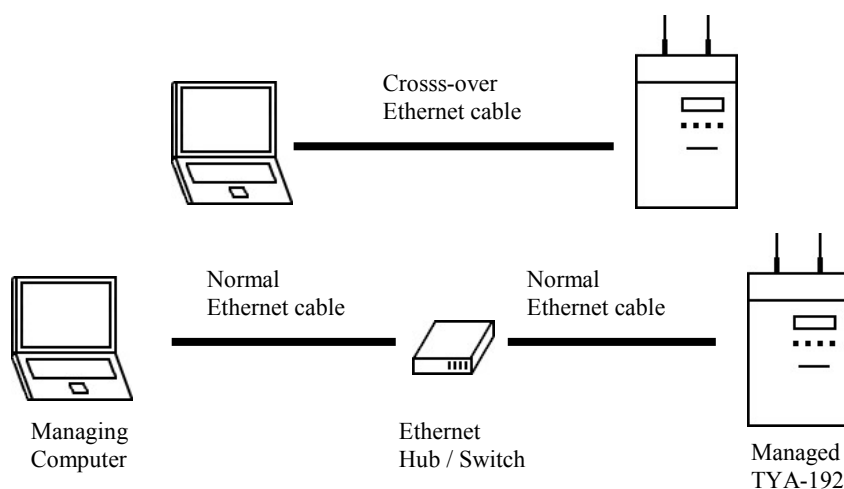 Crosss-over
Ethernet cable
Normal
Ethernet cable
Normal
Ethernet cable
Managing
Computer
Ethernet
Hub / Switch
Managed
TYA-192